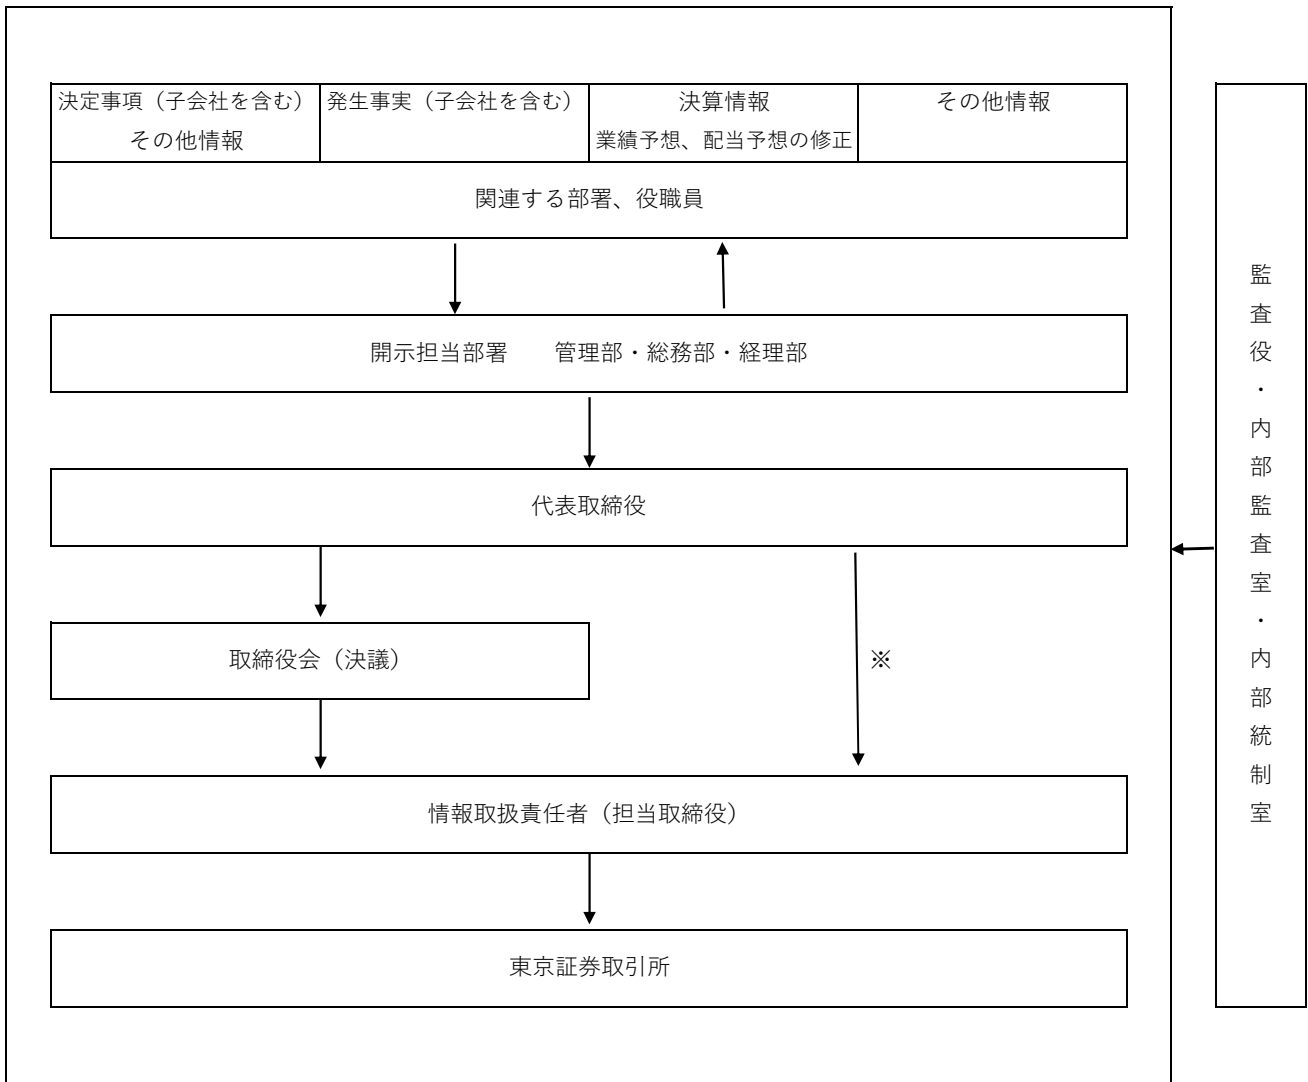 決定事項（子会社を含む）
その他情報
発生事実（子会社を含む）
決算情報
業績予想、配当予想の修正
その他情報
関連する部署、役職員
開示担当部署　　管理部・総務部・経理部
代表取締役
取締役会（決議）
※
情報取扱責任者（担当取締役）
東京証券取引所
監査役・内部監査室・内部統制室